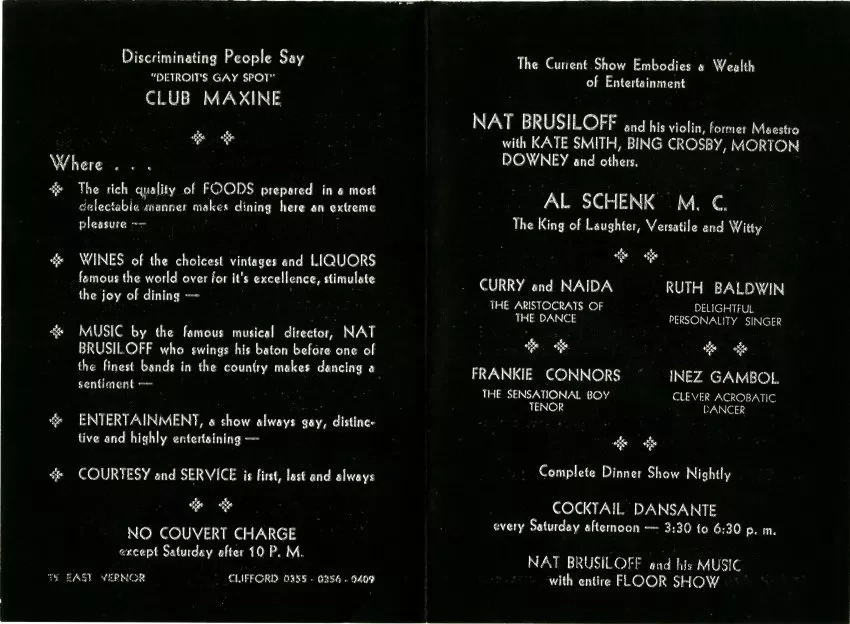 Discriminating People Say
"DETROIT'S GAY SPOT"
CLUB MAXINE
Where . . .
The rich quality of FOODS prepared in a most
delectable manner makes dining here an extreme
pleasure —
WINES of the choicest vintages and LIQUORS
famous the world over for it's excellence, stimulate
the joy of dining —
MUSIC by the famous musical director, NAT
BRUSILOFF who swings his baton before one of
the finest bands in the country makes dancing a
sentiment —
ENTERTAINMENT, a show always gay, distinc-
tive and highly entertaining —
COURTESY and SERVICE is first, last and always
NO COUVERT CHARGE
except Saturday after 10 P. M.
EAST VERNOR
CLIFFORD 0355 - 0356 - 0409
The Current Show Embodies a Wealth
of Entertainment
NAT BRUSILOFF and his violin, former Maestro
with KATE SMITH, BING CROSBY, MORTON
DOWNEY and others.
AL SCHENK M. C.
The King of Laughter, Versatile and Witty
CURRY and NAIDA
THE ARISTOCRATS OF
THE DANCE
RUTH BALDWIN
DELIGHTFUL
PERSONALITY SINGER
FRANKIE CONNORS
THE SENSATIONAL BOY
TENOR
INEZ GAMBOL
CLEVER ACROBATIC
DANCER
Complete Dinner Show Nightly
COCKTAIL DANSANTE
every Saturday afternoon — 3:30 to 6:30 p. m.
NAT BRUSILOFF and his MUSIC
with entire FLOOR SHOW